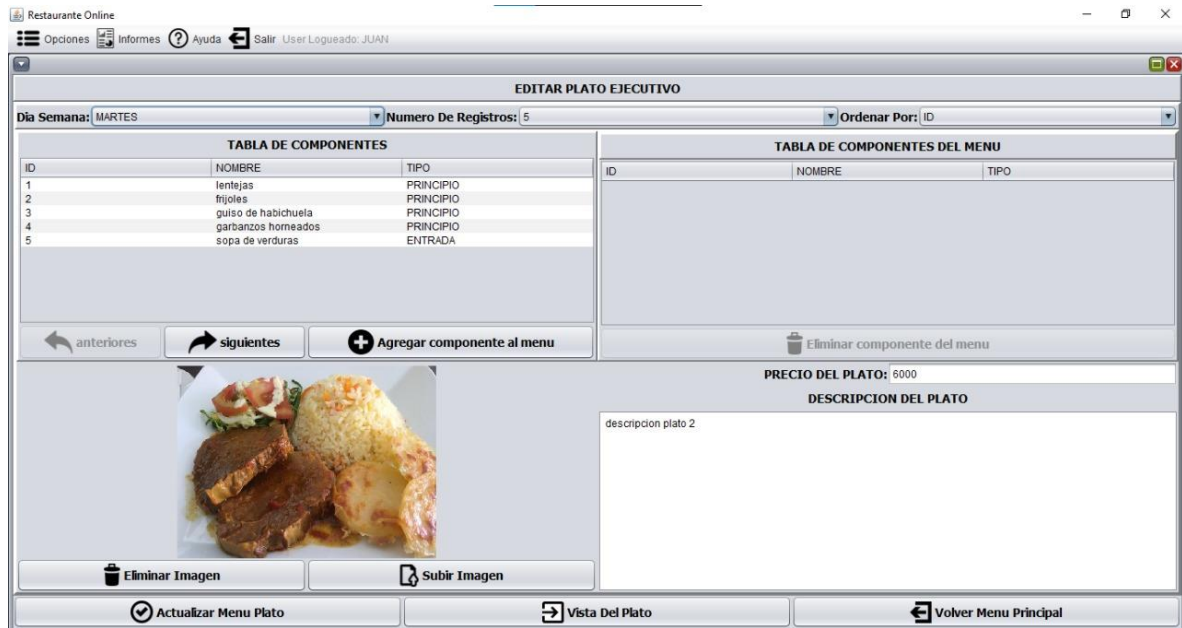 Restaurante Online
Opciones Informes Ayuda Salir User Logueado: JUAN
EDITAR PLATO EJECUTIVO
Dia Semana: MARTES Numero De Registros: 5 Ordenar Por: ID
TABLA DE COMPONENTES
ID NOMBRE TIPO
1 lentejas PRINCIPIO
2 frijoles PRINCIPIO
3 guiso de habichuela PRINCIPIO
4 garbanzos horneados PRINCIPIO
5 sopa de verduras ENTRADA
anteriores siguientes Agregar componente al menu
TABLA DE COMPONENTES DEL MENU
ID NOMBRE TIPO
Eliminar componente del menu
Eliminar Imagen Subir Imagen
PRECIO DEL PLATO: 6000
DESCRIPCION DEL PLATO
descripcion plato 2
Actualizar Menu Plato Vista Del Plato Volver Menu Principal